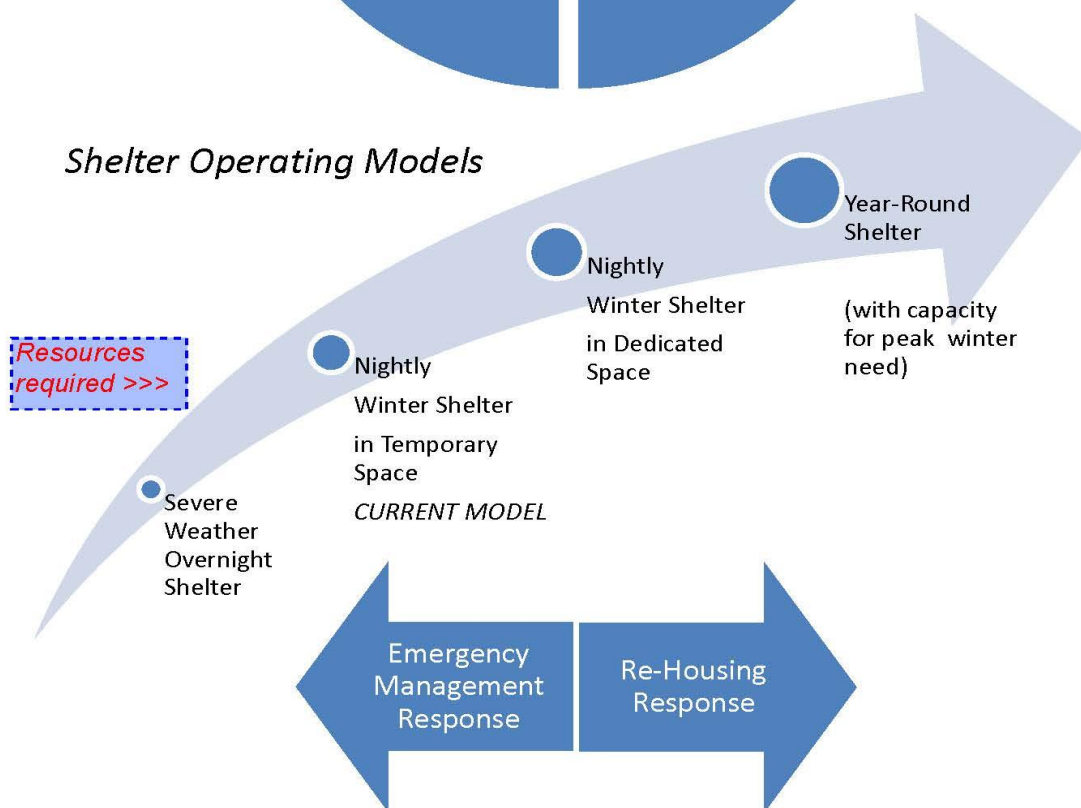 Shelter Operating Models
Year-Round
Shelter
(with capacity
for peak winter
need)
Nightly
Winter Shelter
in Dedicated
Space
Resources
required >>>
Nightly
Winter Shelter
in Temporary
Space
CURRENT MODEL
Severe
Weather
Overnight
Shelter
Emergency
Management
Response
Re-Housing
Response